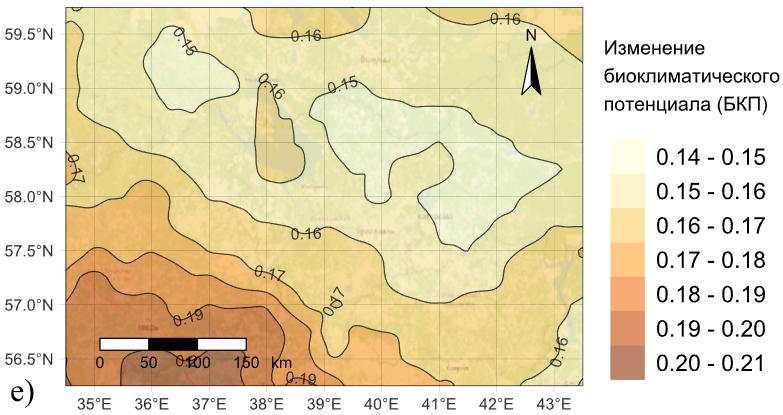 59.5°N
59.0°N
58.5°N
58.0°N
57.5°N
57.0°N
56.5°N
0.15
0.16
0.16
N
0.16
0.15
0.17
0.16
0.17
0.17
0.19
0.16
0.19
0 50 100 150 km
35°E 36°E 37°E 38°E 39°E 40°E 41°E 42°E 43°E
е)
Изменение
биоклиматического
потенциала (БКП)
0.14 - 0.15
0.15 - 0.16
0.16 - 0.17
0.17 - 0.18
0.18 - 0.19
0.19 - 0.20
0.20 - 0.21